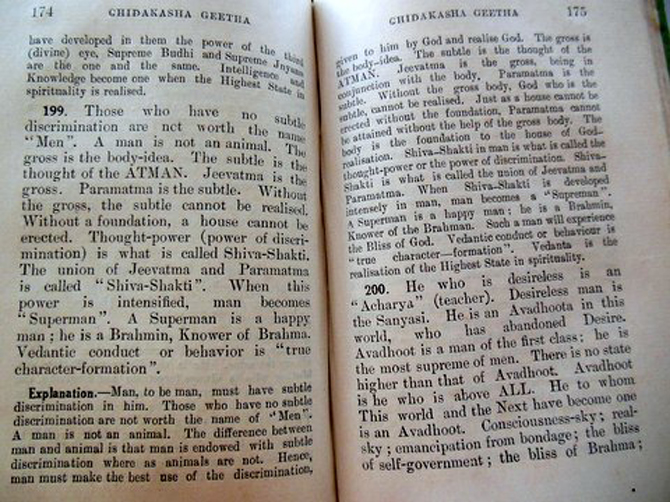 174 CHIDAKASHA GEETHA
have developed in them the power of the third
(divine) eye. Supreme Budhi and Supreme Jnyana
are the one and the same. Intelligence and
Knowledge become one when the Highest State in
spirituality is realised.
199. Those who have no subtle
discrimination are nct worth the name
"Men". A man is not an animal. The
gross is the body-idea. The subtle is the
thought of the ATMAN. Jeevatma is the
gross. Paramatma is the subtle. Without
the gross, the subtle cannot be realised.
Without a foundation, a house cannot be
erected. Thought-power (power of discri-
mination) is what is called Shiva-Shakti.
The union of Jeevatma and Paramatma
is called "Shiva-Shakti". When this
power is intensified, man becomes
"Superman". A Superman is a happy
man; he is a Brahmin, Knower of Brahma.
Vedantic conduct or behavior is "true
character-formation".
Explanation.—Man, to be man, must have subtle
discrimination in him. Those who have no subtle
discrimination are not worth the name of "Men".
A man is not an animal. The difference between
man and animal is that man is endowed with subtle
discrimination where as animals are not. Hence,
man must make the best use of the discrimination,
CHIDAKASHA GEETHA 175
given to him by God and realise God. The gross is
the body-idea. The subtle is the thought of the
ATMAN. Jeevatma is the gross, being in
conjunction with the body. Paramatma is the
subtle. Without the gross body, God who is the
subtle, cannot be realised. Just as a house cannot be
erected without the foundation, Paramatma cannot
be attained without the help of the gross body. The
body is the foundation to the house of God-
realisation. Shiva-Shakti in man is what is called the
thought-power or the power of discrimination. Shiva-
Shakti is what is called the union of Jeevatma and
Paramatma. When Shiva-Shakti is developed
intensely in man, man becomes a "Supreman".
A Superman is a happy man; he is a Brahmin,
Knower of the Brahman. Such a man will experience
the Bliss of God. Vedantic conduct or behaviour is
"true character—formation". Vedanta is the
realisation of the Highest State in spirituality.
200. He who is desireless is an
"Acharya" (teacher). Desireless man is
the Sanyasi. He is an Avadhoota in this
world, who has abandoned Desire.
Avadhoot is a man of the first class; he is
the most supreme of men. There is no state
higher than that of Avadhoot. Avadhoot
is he who is above ALL. He to whom
This world and the Next have become one
is an Avadhoot. Consciousness-sky; real-
sky; emancipation from bondage; the bliss
of self-government; the bliss of Brahma;